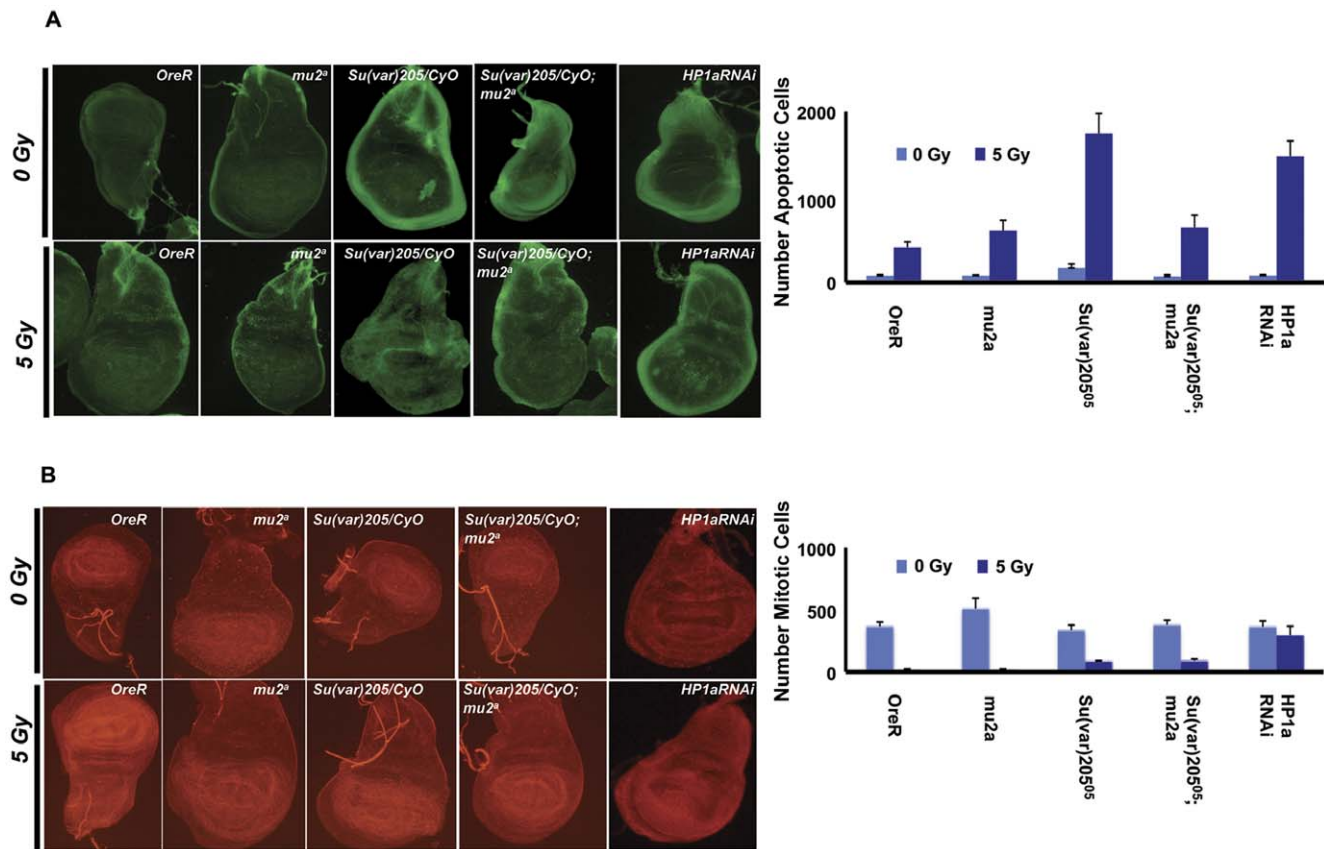 A
0 Gy
OreR
mu2ᵃ
Su(var)205/CyO
Su(var)205/CyO;
mu2ᵃ
HP1aRNAi
5 Gy
OreR
mu2ᵃ
Su(var)205/CyO
Su(var)205/CyO;
mu2ᵃ
HP1aRNAi
Number Apoptotic Cells
2000
1000
0
0 Gy
5 Gy
OreR
mu2a
Su(var)205⁰⁵
Su(var)205⁰⁵;
mu2a
HP1a
RNAi
B
0 Gy
OreR
mu2ᵃ
Su(var)205/CyO
Su(var)205/CyO;
mu2ᵃ
HP1aRNAi
5 Gy
OreR
mu2ᵃ
Su(var)205/CyO
Su(var)205/CyO;
mu2ᵃ
HP1aRNAi
Number Mitotic Cells
1000
500
0
0 Gy
5 Gy
OreR
mu2a
Su(var)205⁰⁵
Su(var)205⁰⁵;
mu2a
HP1a
RNAi